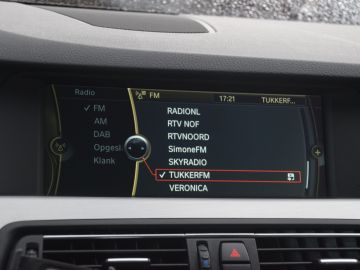 Radio
FM
17:21
TUKKERF...
✓ FM
AM
DAB
Opgesl
Klank
RADIONL
RTV NOF
RTVNOORD
SimoneFM
SKYRADIO
✓ TUKKERFM
VERONICA